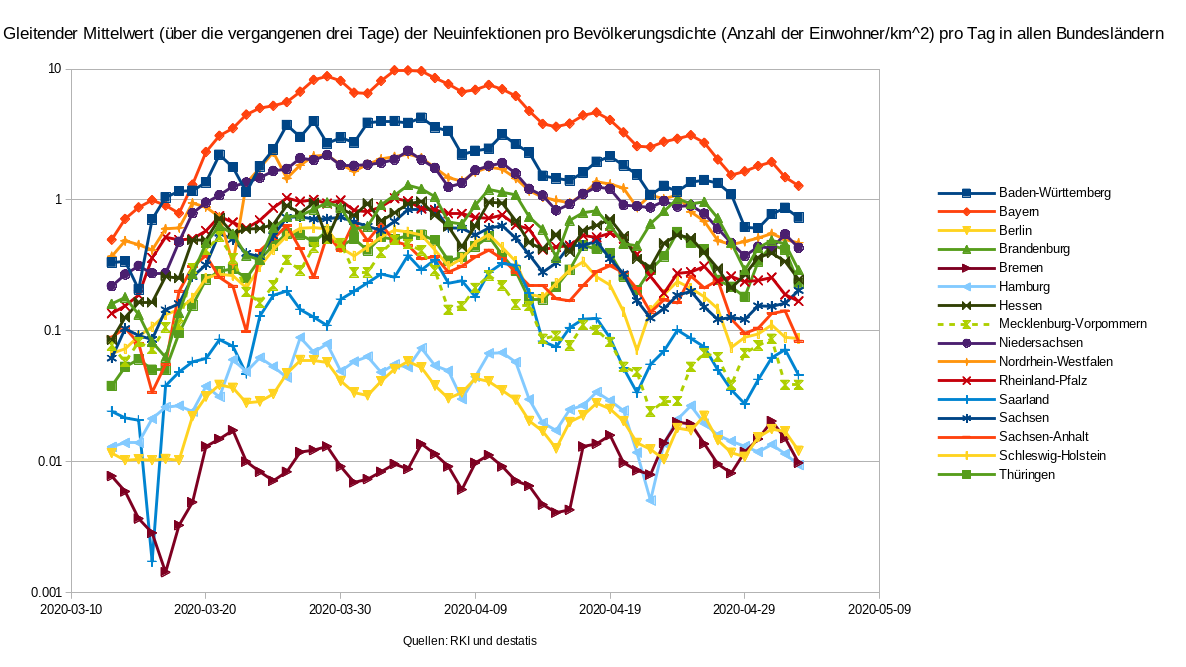 Gleitender Mittelwert (über die vergangenen drei Tage) der Neuinfektionen pro Bevölkerungsdichte (Anzahl der Einwohner/km^2) pro Tag in allen Bundesländern
10
1
0.1
0.01
0.001
2020-03-10 2020-03-20 2020-03-30 2020-04-09 2020-04-19 2020-04-29 2020-05-09
Quellen: RKI und destatis
Baden-Württemberg
Bayern
Berlin
Brandenburg
Bremen
Hamburg
Hessen
Mecklenburg-Vorpommern
Niedersachsen
Nordrhein-Westfalen
Rheinland-Pfalz
Saarland
Sachsen
Sachsen-Anhalt
Schleswig-Holstein
Thüringen